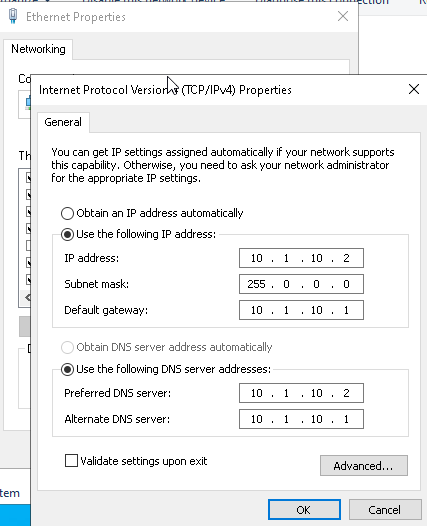 Ethernet Properties
Networking
Internet Protocol Version (TCP/IPv4) Properties
General
You can get IP settings assigned automatically if your network supports
this capability. Otherwise, you need to ask your network administrator
for the appropriate IP settings.
Obtain an IP address automatically
Use the following IP address:
IP address: 10 . 1 . 10 . 2
Subnet mask: 255 . 0 . 0 . 0
Default gateway: 10 . 1 . 10 . 1
Obtain DNS server address automatically
Use the following DNS server addresses:
Preferred DNS server: 10 . 1 . 10 . 2
Alternate DNS server: 10 . 1 . 10 . 1
Validate settings upon exit
Advanced...
OK Cancel